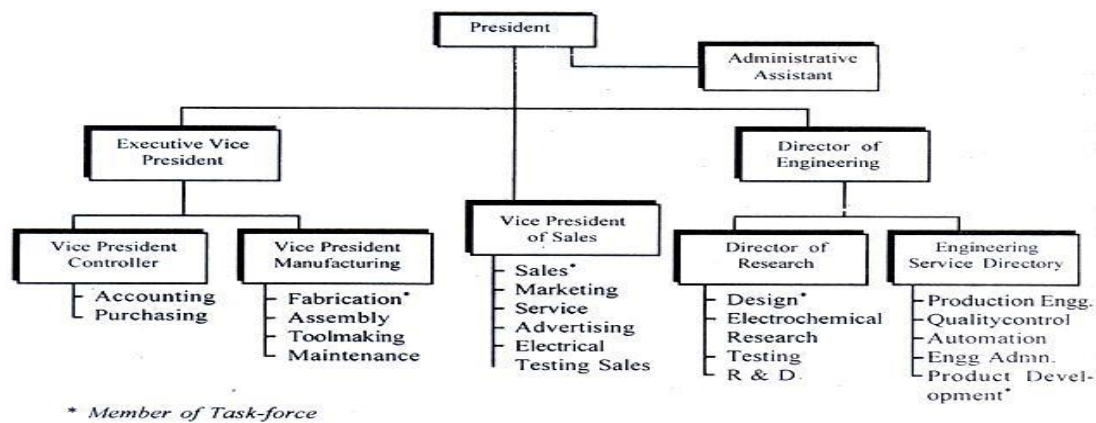 President
Administrative
Assistant
Executive Vice
President
Director of
Engineering
Vice President
Controller
Accounting
Purchasing
Vice President
Manufacturing
Fabrication*
Assembly
Toolmaking
Maintenance
Vice President
of Sales
Sales*
Marketing
Service
Advertising
Electrical
Testing Sales
Director of
Research
Design*
Electrochemical
Research
Testing
R & D.
Engineering
Service Directory
Production Engg.
Qualitycontrol
Automation
Engg Admn.
Product Devel-
opment*
* Member of Task-force